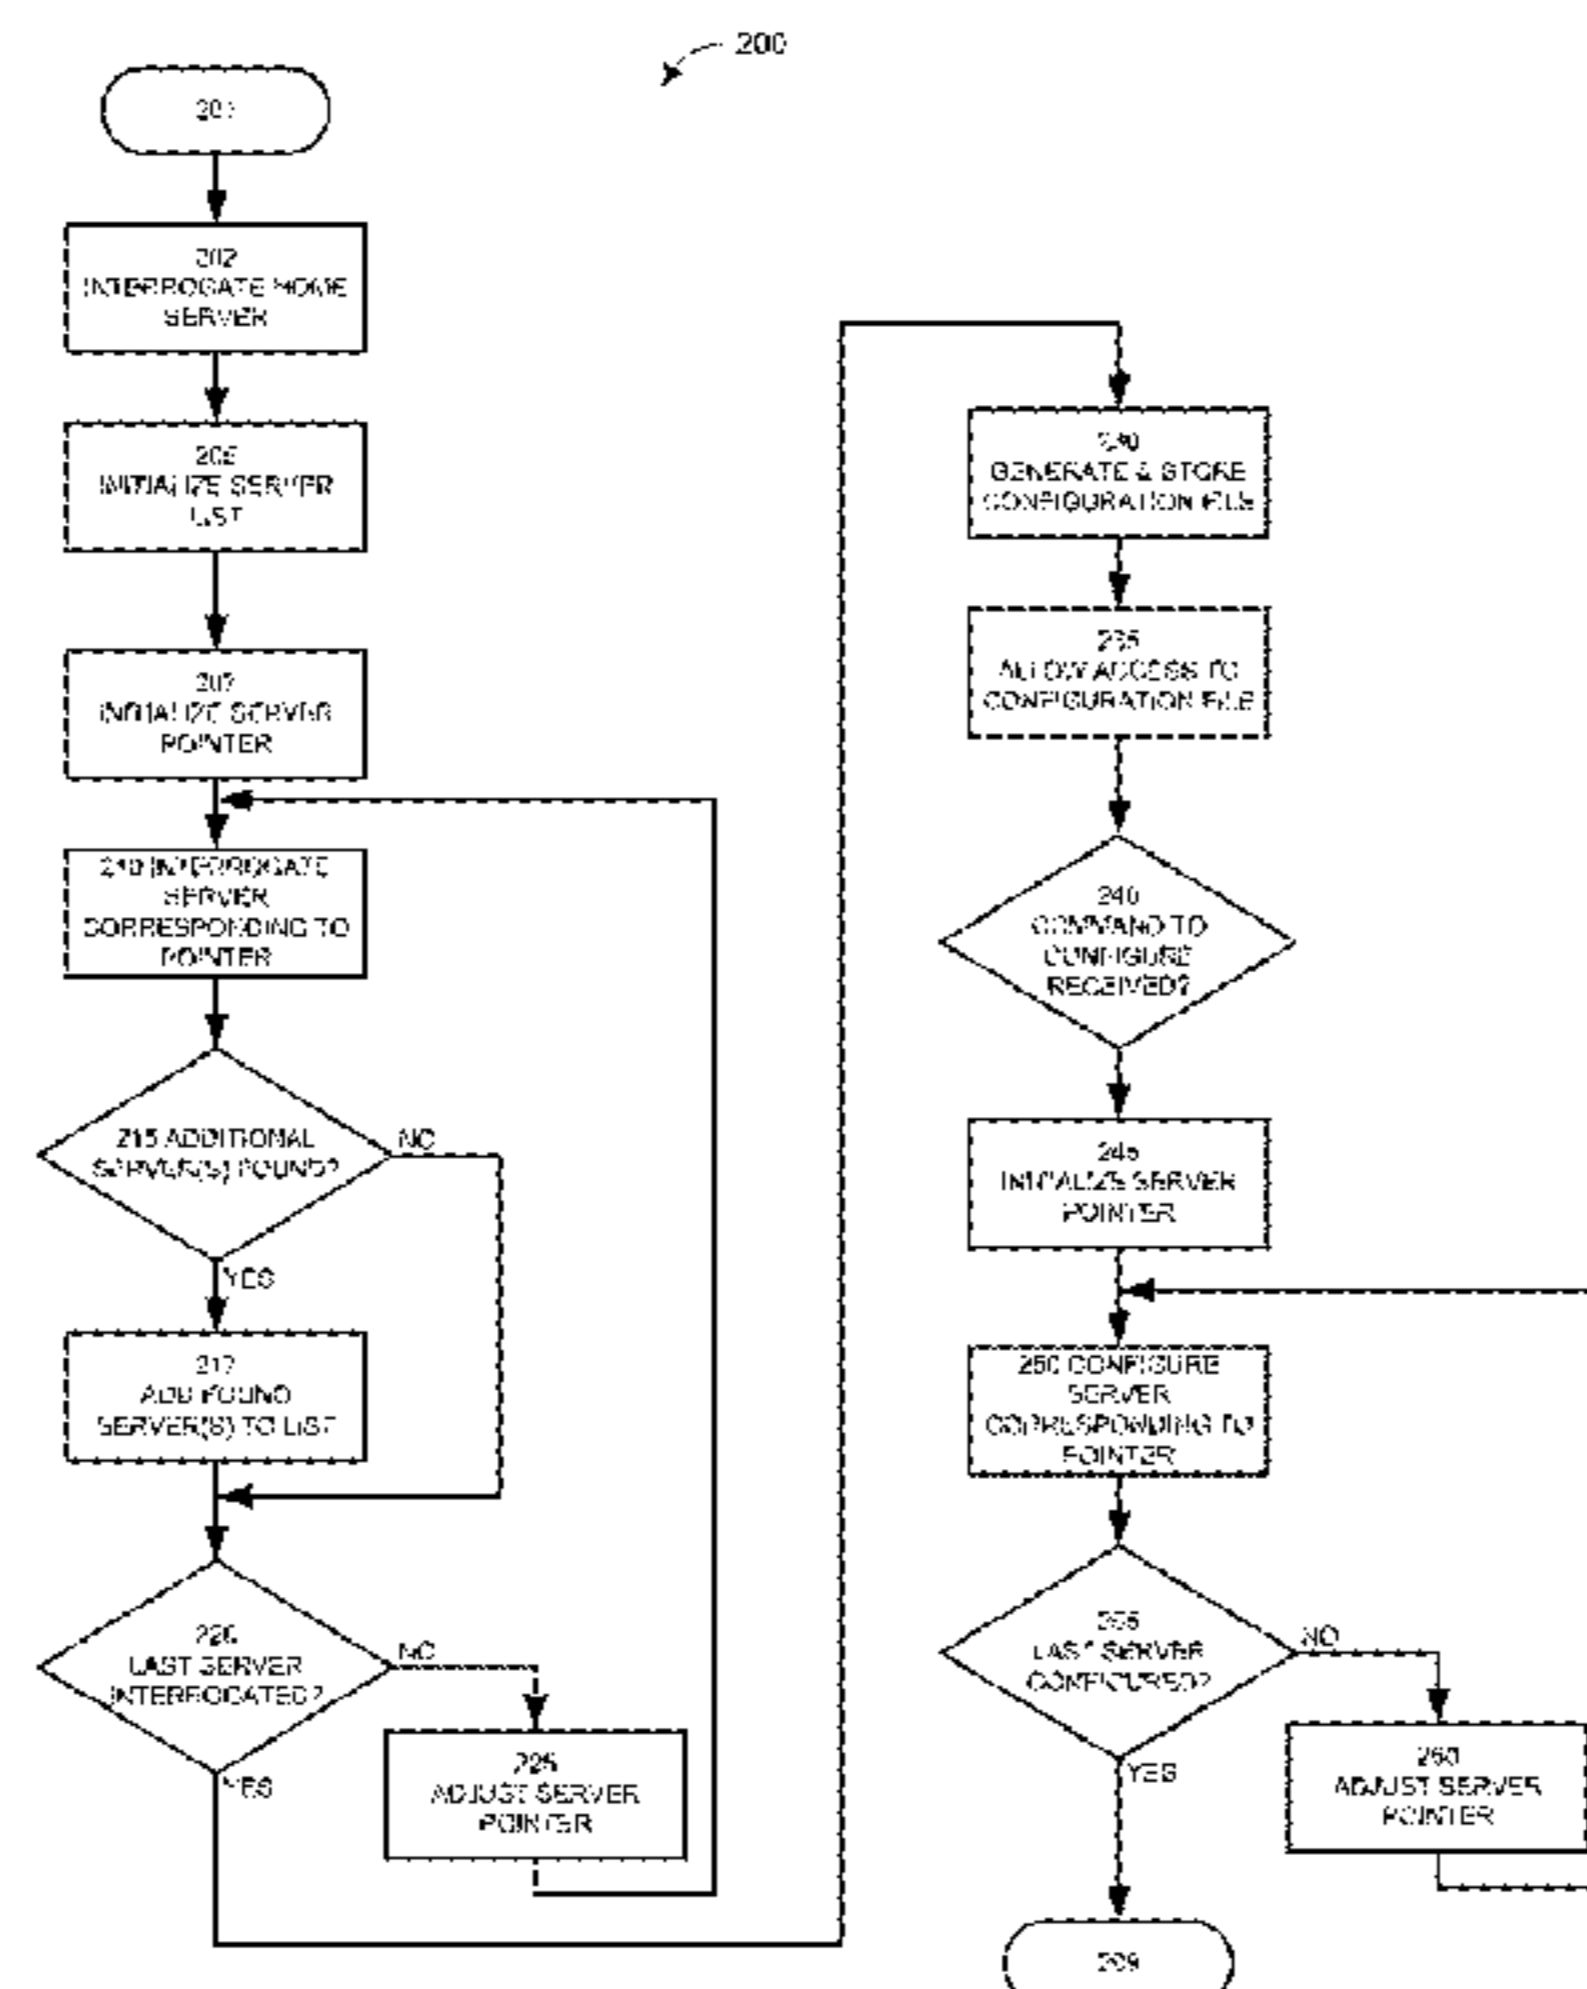 200
201
202
INTERROGATE HOME
SERVER
205
INITIALIZE SERVER
LIST
207
INITIALIZE SERVER
POINTER
210 INTERROGATE
SERVER
CORRESPONDING TO
POINTER
215 ADDITIONAL
SERVER(S) FOUND?
NO
YES
217
ADD FOUND
SERVER(S) TO LIST
220
LAST SERVER
INTERROGATED?
NO
YES
225
ADJUST SERVER
POINTER
230
GENERATE & STORE
CONFIGURATION FILE
235
ALLOW ACCESS TO
CONFIGURATION FILE
240
COMMAND TO
CONFIGURE
RECEIVED?
245
INITIALIZE SERVER
POINTER
250 CONFIGURE
SERVER
CORRESPONDING TO
POINTER
255
LAST SERVER
CONFIGURED?
NO
YES
260
ADJUST SERVER
POINTER